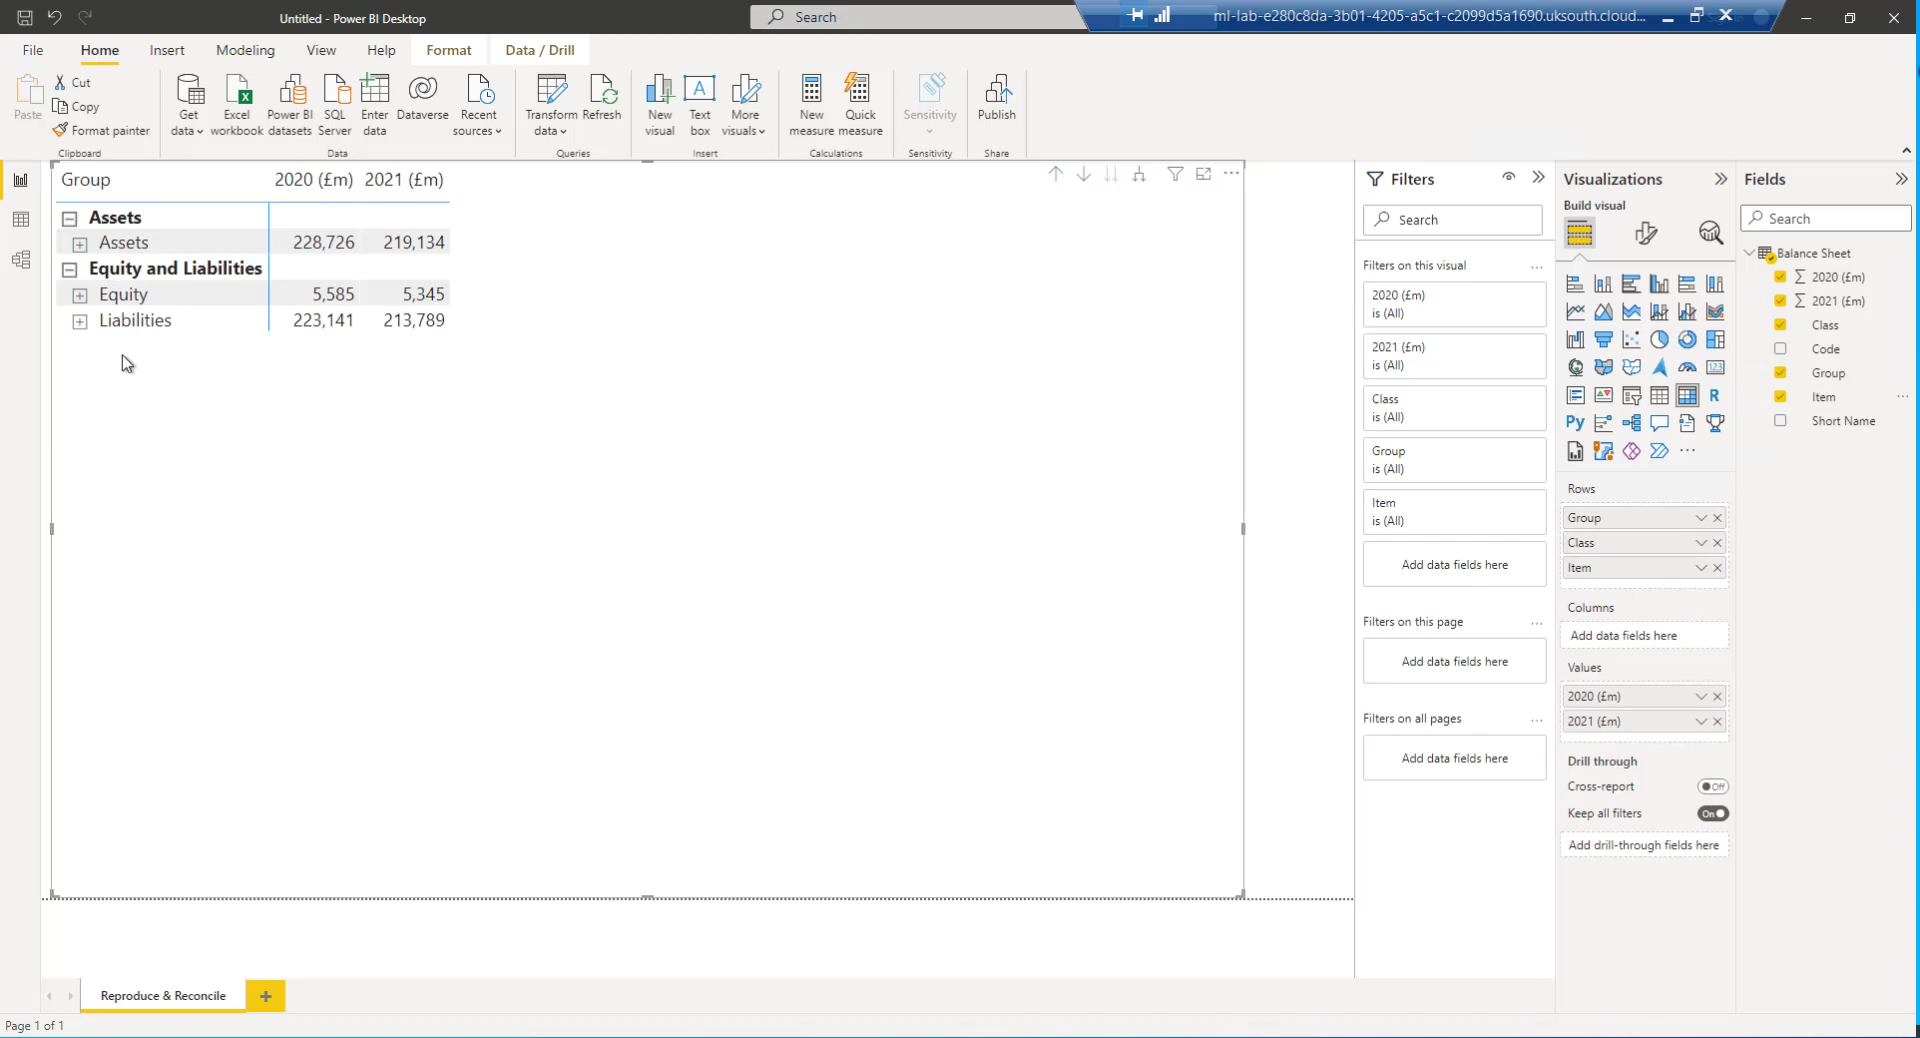 Untitled - Power BI Desktop
Search
ml-lab-e280c8da-3b01-4205-a5c1-c2099d5a1690.uksouth.cloud...
File
Home
Insert
Modeling
View
Help
Format
Data / Drill
Paste
Cut
Copy
Format painter
Clipboard
Get data
Excel workbook
Power BI datasets
SQL Server
Enter data
Dataverse
Recent sources
Data
Transform data
Refresh
Queries
New visual
Text box
More visuals
Insert
New measure
Quick measure
Calculations
Sensitivity
Sensitivity
Publish
Share
Group 2020 (£m) 2021 (£m)
Assets
Assets 228,726 219,134
Equity and Liabilities
Equity 5,585 5,345
Liabilities 223,141 213,789
Filters
Search
Filters on this visual ...
2020 (£m)
is (All)
2021 (£m)
is (All)
Class
is (All)
Group
is (All)
Item
is (All)
Add data fields here
Filters on this page ...
Add data fields here
Filters on all pages ...
Add data fields here
Visualizations
Build visual
123
R
Py
...
Rows
Group
Class
Item
Columns
Add data fields here
Values
2020 (£m)
2021 (£m)
Drill through
Cross-report Off
Keep all filters On
Add drill-through fields here
Fields
Search
Balance Sheet
∑ 2020 (£m)
∑ 2021 (£m)
Class
Code
Group
Item ...
Short Name
Reproduce & Reconcile
Page 1 of 1